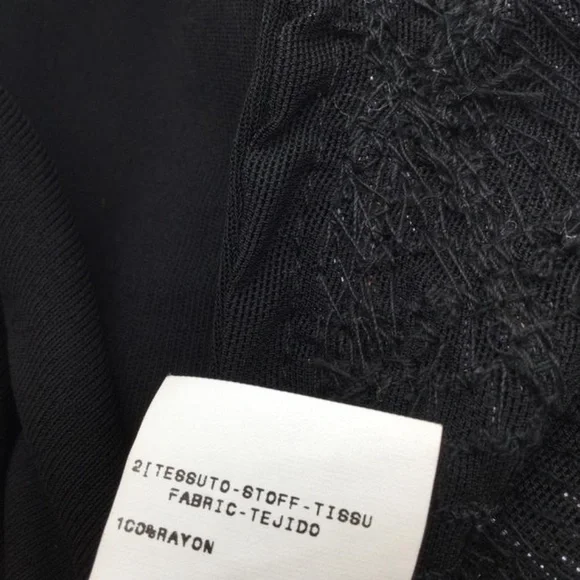 2[TESSUTO-STOFF-TISSU
FABRIC-TEJIDO
100%RAYON